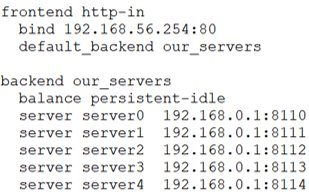 frontend http-in
  bind 192.168.56.254:80
  default_backend our_servers

backend our_servers
  balance persistent-idle
  server server0  192.168.0.1:8110
  server server1  192.168.0.1:8111
  server server2  192.168.0.1:8112
  server server3  192.168.0.1:8113
  server server4  192.168.0.1:8114